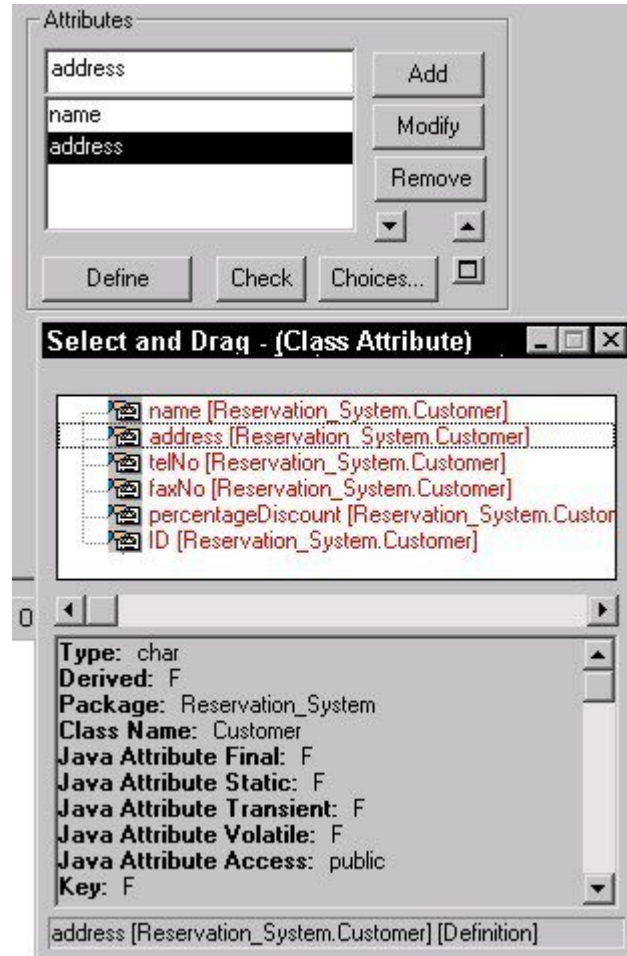 Attributes
address
Add
name
address
Modify
Remove
Define
Check
Choices...
Select and Drag - (Class Attribute)
name [Reservation_System.Customer]
address [Reservation_System.Customer]
telNo [Reservation_System.Customer]
faxNo [Reservation_System.Customer]
percentageDiscount [Reservation_System.Custor
ID [Reservation_System.Customer]
0
Type: char
Derived: F
Package: Reservation_System
Class Name: Customer
Java Attribute Final: F
Java Attribute Static: F
Java Attribute Transient: F
Java Attribute Volatile: F
Java Attribute Access: public
Key: F
address [Reservation_System.Customer] [Definition]